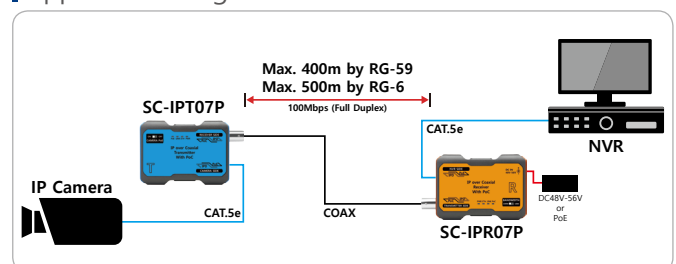 Max. 400m by RG-59
Max. 500m by RG-6
100Mbps (Full Duplex)
SC-IPT07P
IP over Coaxial
Transmitter
With PoC
T
CAT.5e
NVR
IP Camera
CAT.5e
COAX
IP over Coaxial
Receiver
With PoC
R
SC-IPR07P
DC48V-56V
or
PoE